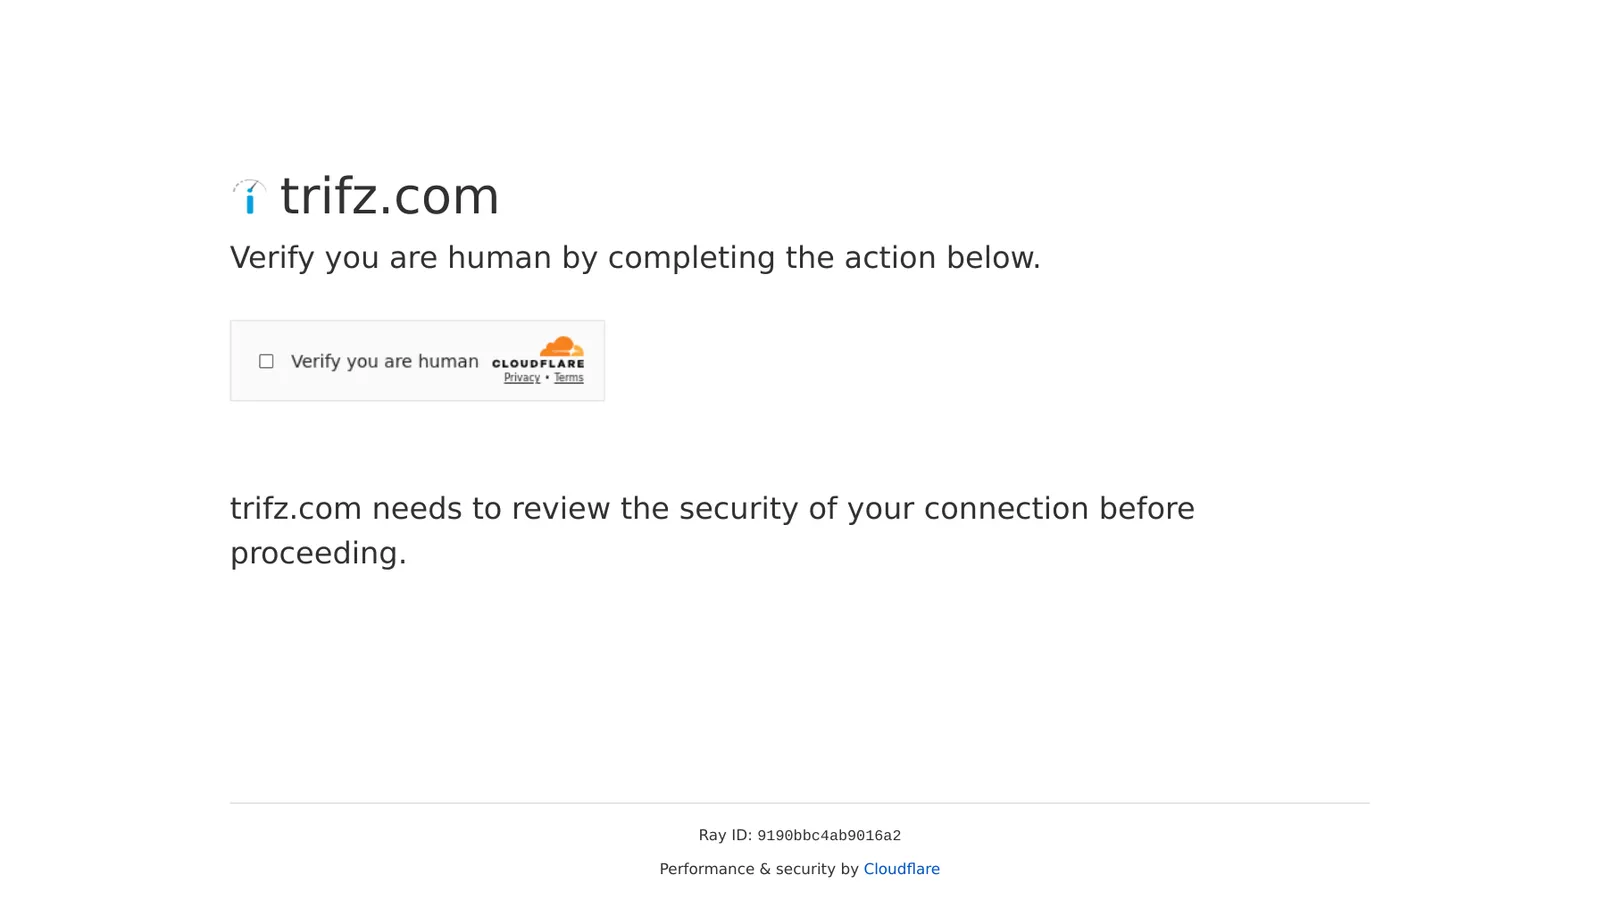 trifz.com
Verify you are human by completing the action below.
Verify you are human
CLOUDFLARE
Privacy • Terms
trifz.com needs to review the security of your connection before
proceeding.
Ray ID: 9190bbc4ab9016a2
Performance & security by Cloudflare